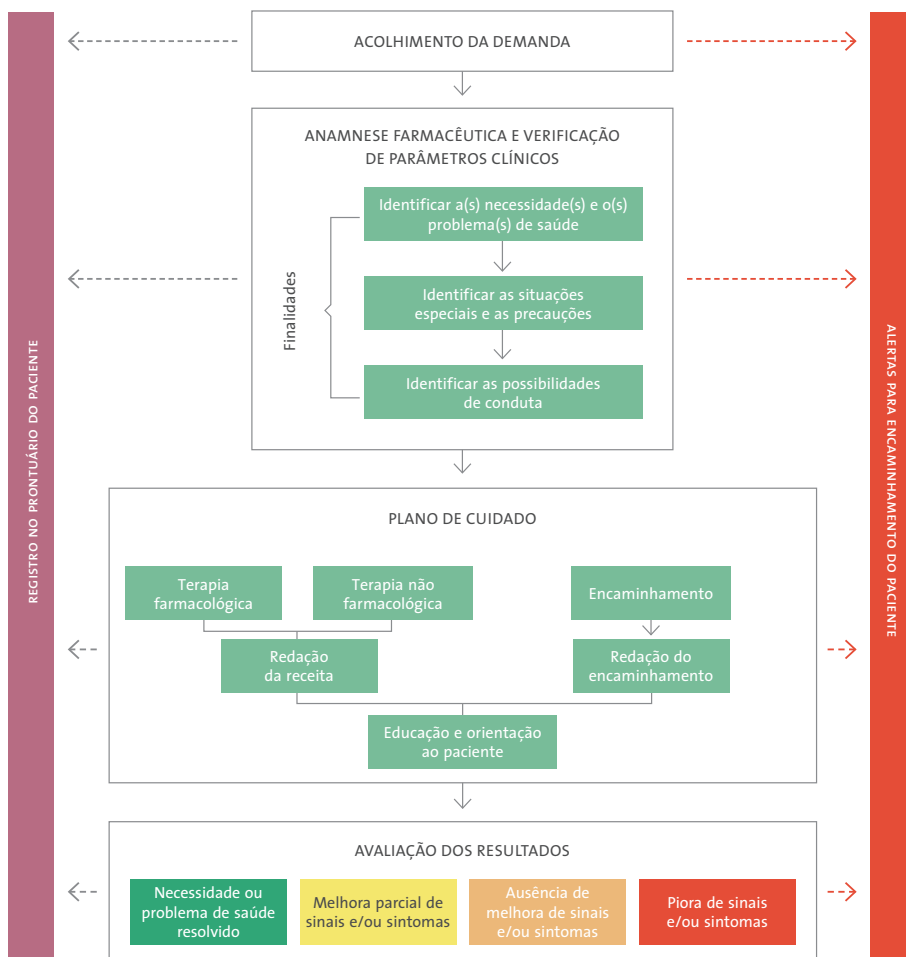 ACOLHIMENTO DA DEMANDA
ANAMNESE FARMACÊUTICA E VERIFICAÇÃO
DE PARÂMETROS CLÍNICOS
Finalidades
Identificar a(s) necessidade(s) e o(s)
problema(s) de saúde
Identificar as situações
especiais e as precauções
Identificar as possibilidades
de conduta
REGISTRO NO PRONTUÁRIO DO PACIENTE
ALERTAS PARA ENCAMINHAMENTO DO PACIENTE
PLANO DE CUIDADO
Terapia
farmacológica
Terapia não
farmacológica
Encaminhamento
Redação
da receita
Redação do
encaminhamento
Educação e orientação
ao paciente
AVALIAÇÃO DOS RESULTADOS
Necessidade ou
problema de saúde
resolvido
Melhora parcial de
sinais e/ou sintomas
Ausência de
melhora de sinais
e/ou sintomas
Piora de sinais
e/ou sintomas